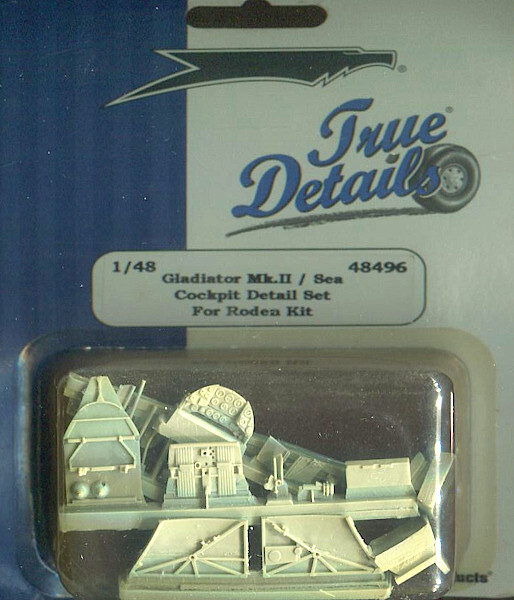 True
Details
1/48
48496
Gladiator Mk.II / Sea
Cockpit Detail Set
For Roden Kit